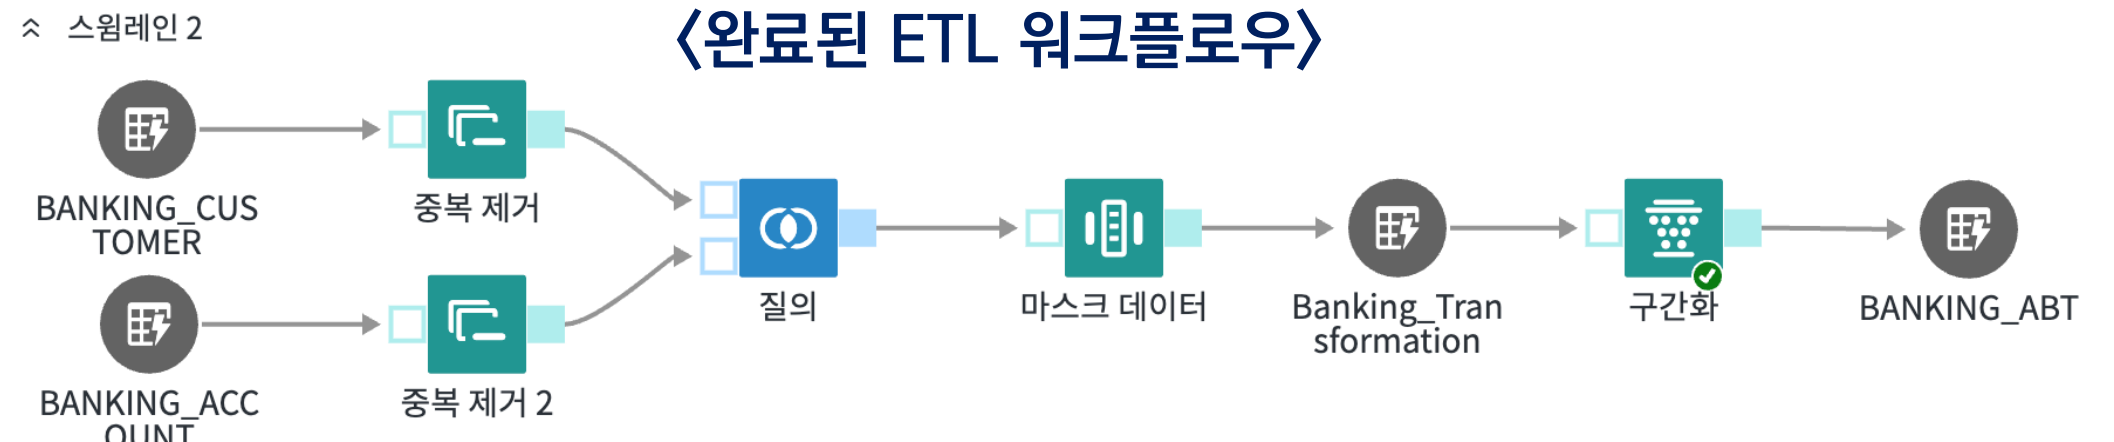 스윔레인 2
<완료된 ETL 워크플로우>
BANKING_CUS
TOMER
중복 제거
질의
마스크 데이터
Banking_Tran
sformation
구간화
BANKING_ABT
BANKING_ACC
OUNT
중복 제거 2